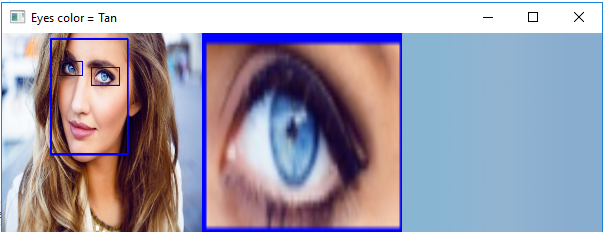 Eyes color = Tan